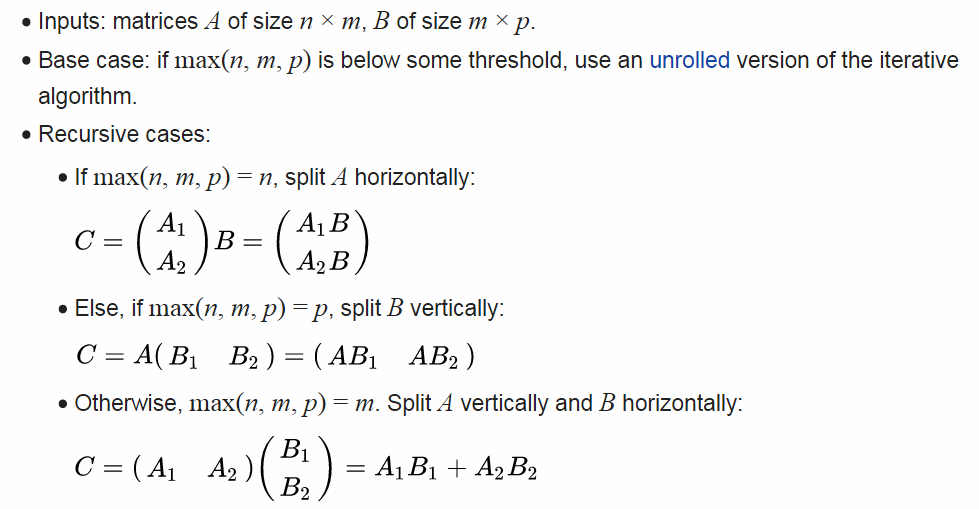 • Inputs: matrices A of size n × m, B of size m × p.
• Base case: if max(n, m, p) is below some threshold, use an unrolled version of the iterative
algorithm.
• Recursive cases:
• If max(n, m, p) = n, split A horizontally:
C = ( A₁ A₂ ) B = ( A₁B A₂B )
• Else, if max(n, m, p) = p, split B vertically:
C = A( B₁ B₂ ) = ( AB₁ AB₂ )
• Otherwise, max(n, m, p) = m. Split A vertically and B horizontally:
C = ( A₁ A₂ ) ( B₁ B₂ ) = A₁B₁ + A₂B₂